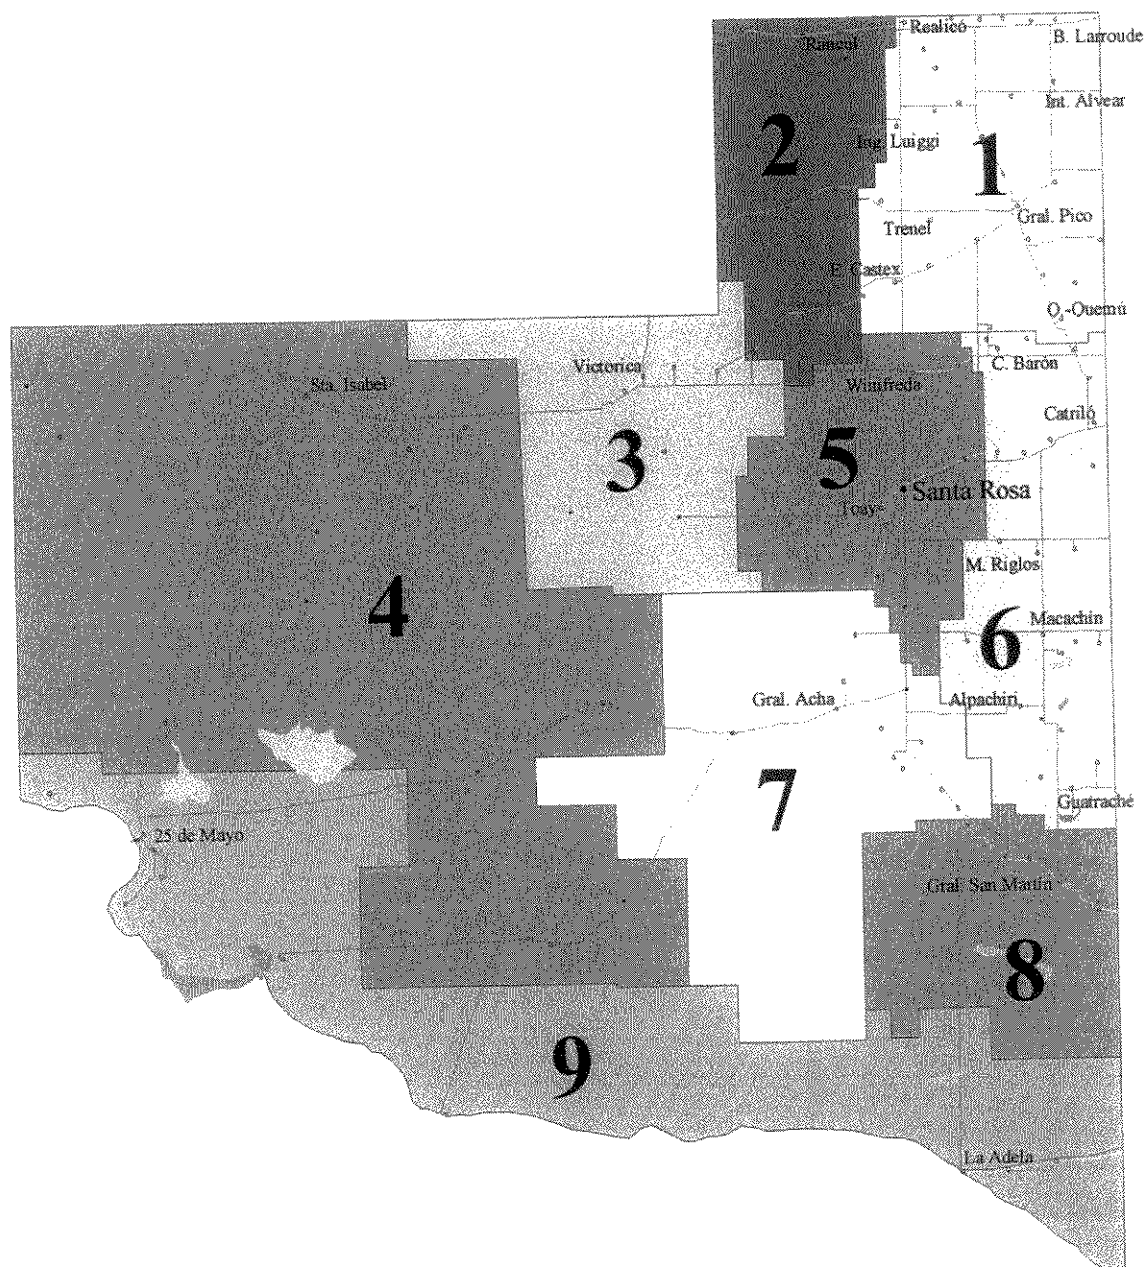 Realicó
B. Larroude
Rancul
Int. Alvear
2
Ing. Luiggi
1
Gral. Pico
Trenel
E. Castex
Q.-Quemú
Victorica
C. Barón
Sta. Isabel
Winifreda
Catriló
3
5
Santa Rosa
Toay
M. Riglos
4
6
Macachín
Gral. Acha
Alpachiri
7
Guatraché
25 de Mayo
Gral. San Martín
8
9
La Adela